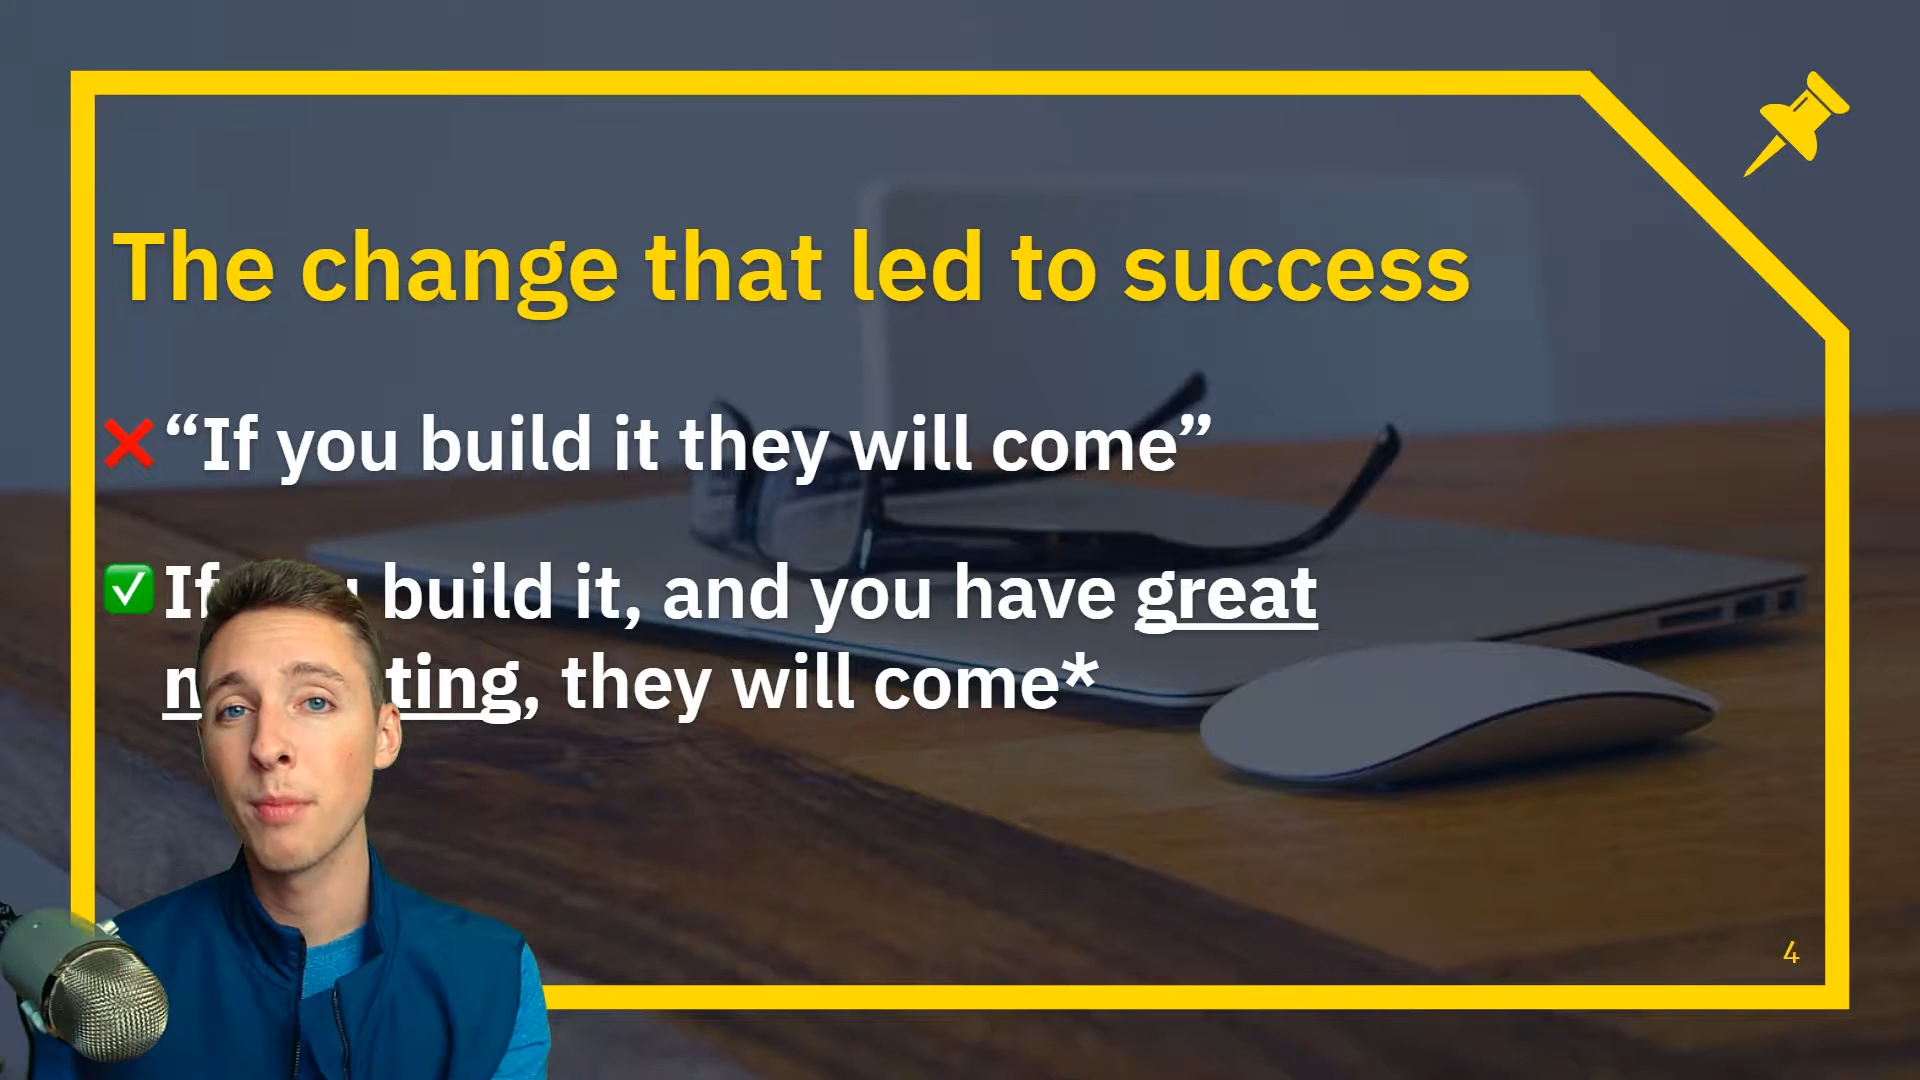 The change that led to success
❌ “If you build it they will come”
✅ If build it, and you have great
, they will come*
4